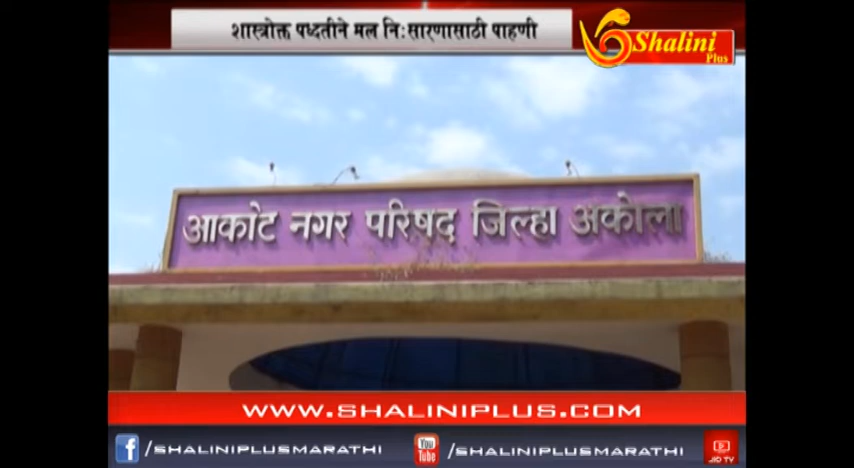 शास्त्रोक्त पध्दतीने मल नि:सारणासाठी पाहणी
Shalini
Plus
आकोट नगर परिषद जिल्हा अकोला
WWW.SHALINIPLUS.COM
f /SHALINIPLUSMARATHI
You Tube /SHALINIPLUSMARATHI
JIO TV